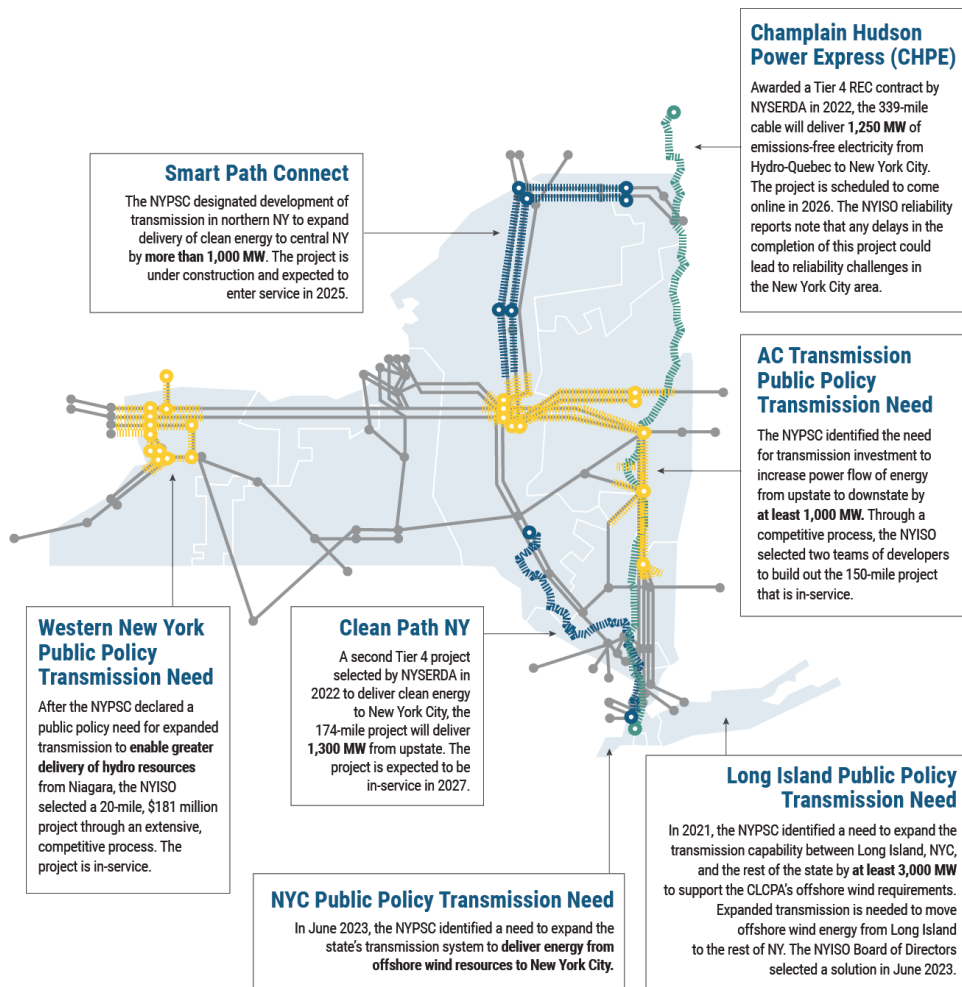 Champlain Hudson
Power Express (CHPE)
Awarded a Tier 4 REC contract by
NYSERDA in 2022, the 339-mile
cable will deliver 1,250 MW of
emissions-free electricity from
Hydro-Quebec to New York City.
The project is scheduled to come
online in 2026. The NYISO reliability
reports note that any delays in the
completion of this project could
lead to reliability challenges in
the New York City area.
Smart Path Connect
The NYPSC designated development of
transmission in northern NY to expand
delivery of clean energy to central NY
by more than 1,000 MW. The project is
under construction and expected to
enter service in 2025.
AC Transmission
Public Policy
Transmission Need
The NYPSC identified the need
for transmission investment to
increase power flow of energy
from upstate to downstate by
at least 1,000 MW. Through a
competitive process, the NYISO
selected two teams of developers
to build out the 150-mile project
that is in-service.
Western New York
Public Policy
Transmission Need
After the NYPSC declared a
public policy need for expanded
transmission to enable greater
delivery of hydro resources
from Niagara, the NYISO
selected a 20-mile, $181 million
project through an extensive,
competitive process. The
project is in-service.
Clean Path NY
A second Tier 4 project
selected by NYSERDA in
2022 to deliver clean energy
to New York City, the
174-mile project will deliver
1,300 MW from upstate. The
project is expected to be
in-service in 2027.
Long Island Public Policy
Transmission Need
In 2021, the NYPSC identified a need to expand the
transmission capability between Long Island, NYC,
and the rest of the state by at least 3,000 MW
to support the CLCPA's offshore wind requirements.
Expanded transmission is needed to move
offshore wind energy from Long Island
to the rest of NY. The NYISO Board of Directors
selected a solution in June 2023.
NYC Public Policy Transmission Need
In June 2023, the NYPSC identified a need to expand the
state's transmission system to deliver energy from
offshore wind resources to New York City.